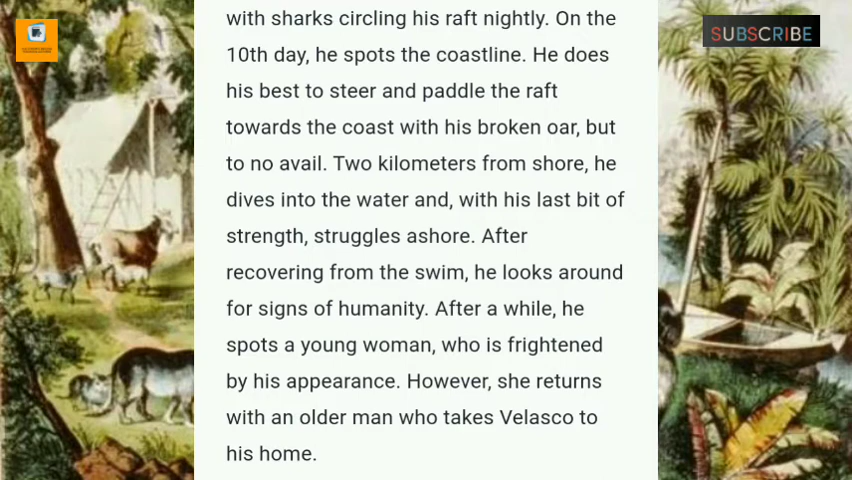 SUBSCRIBE
with sharks circling his raft nightly. On the
10th day, he spots the coastline. He does
his best to steer and paddle the raft
towards the coast with his broken oar, but
to no avail. Two kilometers from shore, he
dives into the water and, with his last bit of
strength, struggles ashore. After
recovering from the swim, he looks around
for signs of humanity. After a while, he
spots a young woman, who is frightened
by his appearance. However, she returns
with an older man who takes Velasco to
his home.